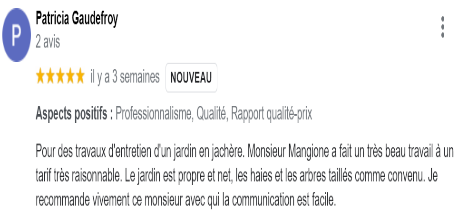 P
Patricia Gaudefroy
2 avis
il y a 3 semaines NOUVEAU
Aspects positifs : Professionnalisme, Qualité, Rapport qualité-prix
Pour des travaux d'entretien d'un jardin en jachère. Monsieur Mangione a fait un très beau travail à un
tarif très raisonnable. Le jardin est propre et net, les haies et les arbres taillés comme convenu. Je
recommande vivement ce monsieur avec qui la communication est facile.